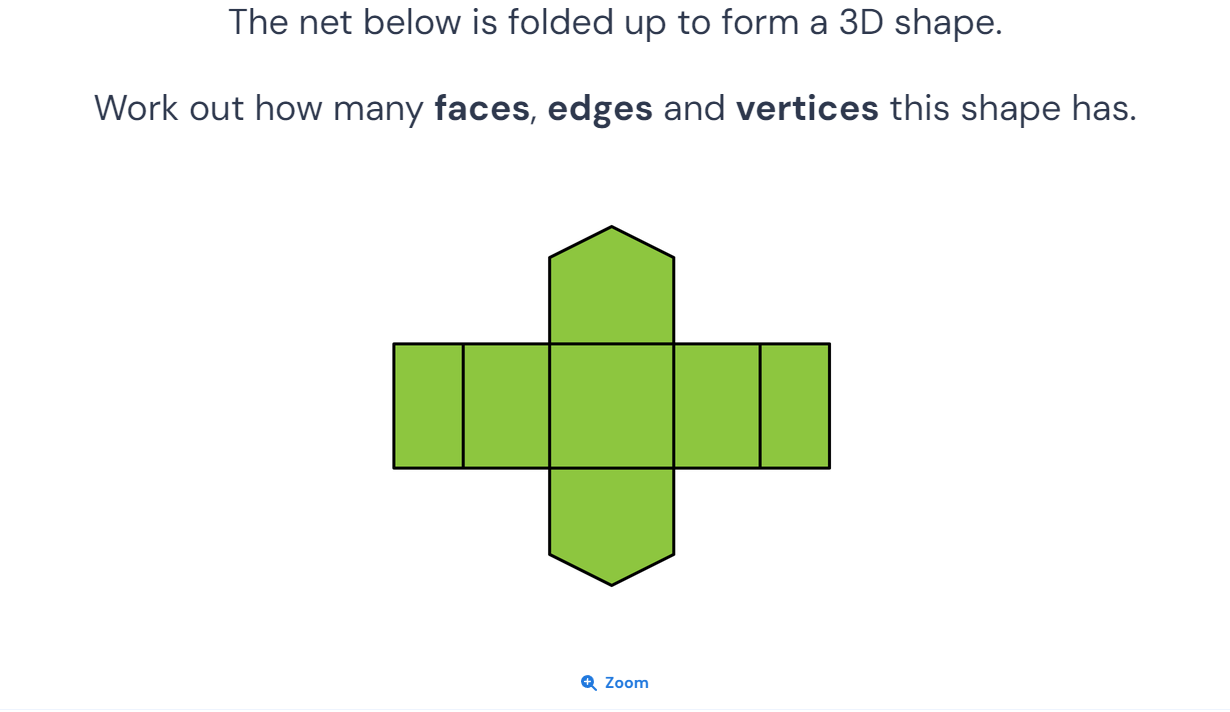 The net below is folded up to form a 3D shape.
Work out how many faces, edges and vertices this shape has.
Zoom